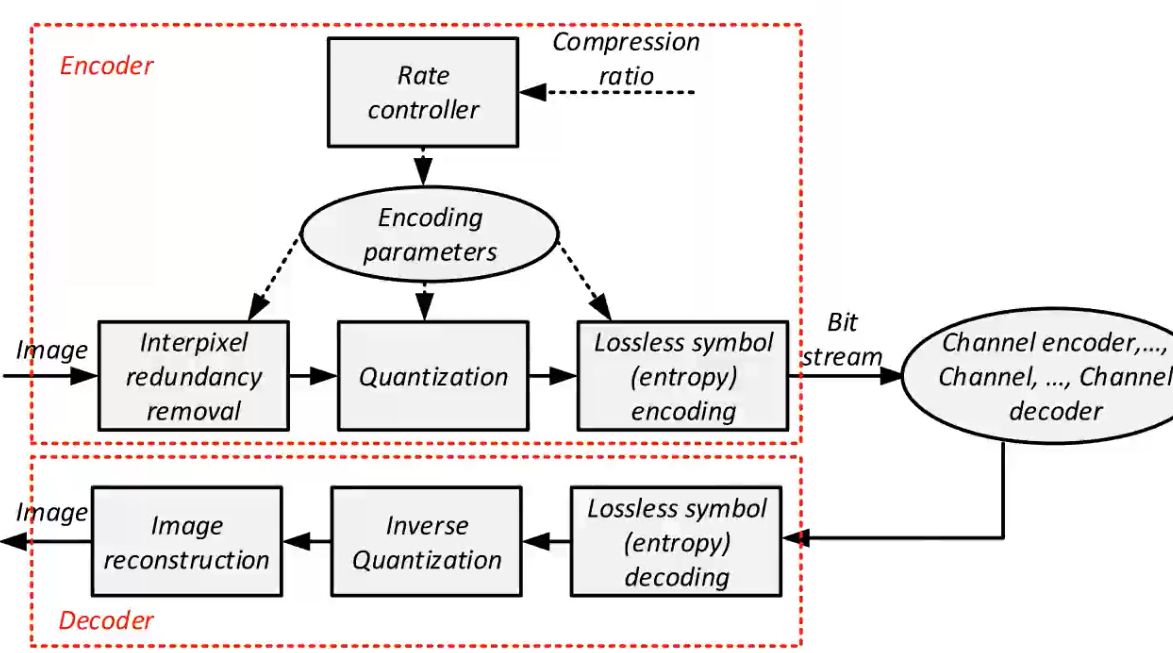 Encoder
Compression
ratio
Rate
controller
Encoding
parameters
Image
Interpixel
redundancy
removal
Quantization
Lossless symbol
(entropy)
encoding
Bit
stream
Channel encoder,...,
Channel, ..., Channel
decoder
Image
Image
reconstruction
Inverse
Quantization
Lossless symbol
(entropy)
decoding
Decoder